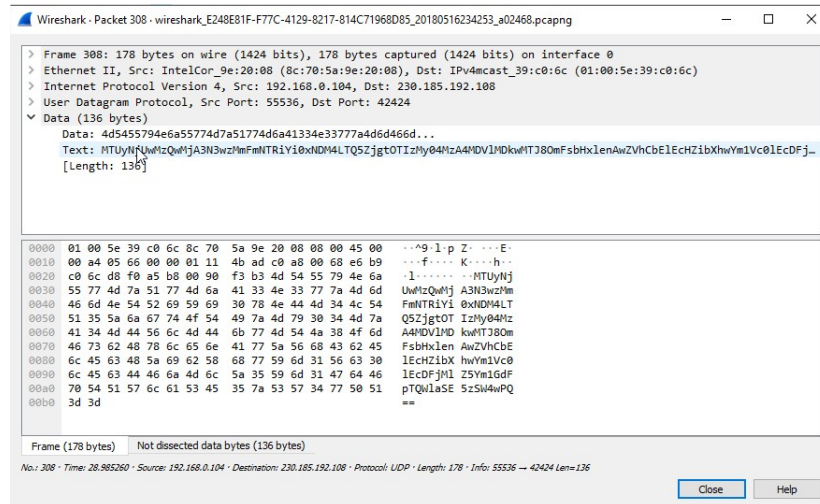 Wireshark · Packet 308 · wireshark_E248E81F-F77C-4129-8217-814C71968D85_20180516234253_a02468.pcapng
> Frame 308: 178 bytes on wire (1424 bits), 178 bytes captured (1424 bits) on interface 0
> Ethernet II, Src: IntelCor_9e:20:08 (8c:70:5a:9e:20:08), Dst: IPv4mcast_39:c0:6c (01:00:5e:39:c0:6c)
> Internet Protocol Version 4, Src: 192.168.0.104, Dst: 230.185.192.108
> User Datagram Protocol, Src Port: 55536, Dst Port: 42424
Data (136 bytes)
Data: 4d5455794e6a55774d7a51774d6a41334e33777a4d6d466d...
Text: MTUyNjUwMzQwMjA3N3wzMmFmNTRiYi0xNDM4LTQ5ZjgtOTIzMy04MzA4MDVlMDkwMTJ8OmFsbHxlenAwZVhCbElEcHZibXhwYm1Vc0lEcDFj…
[Length: 136]
0000 01 00 5e 39 c0 6c 8c 70 5a 9e 20 08 08 00 45 00 ··^9·l·p Z· ···E·
0010 00 a4 05 66 00 00 01 11 4b ad c0 a8 00 68 e6 b9 ···f···· K····h··
0020 c0 6c d8 f0 a5 b8 00 90 f3 b3 4d 54 55 79 4e 6a ·l······ ··MTUyNj
0030 55 77 4d 7a 51 77 4d 6a 41 33 4e 33 77 7a 4d 6d UwMzQwMj A3N3wzMm
0040 46 6d 4e 54 52 69 59 69 30 78 4e 44 4d 34 4c 54 FmNTRiYi 0xNDM4LT
0050 51 35 5a 6a 67 74 4f 54 49 7a 4d 79 30 34 4d 7a Q5ZjgtOT IzMy04Mz
0060 41 34 4d 44 56 6c 4d 44 6b 77 4d 54 4a 38 4f 6d A4MDVlMD kwMTJ8Om
0070 46 73 62 48 78 6c 65 6e 41 77 5a 56 68 43 62 45 FsbHxlen AwZVhCbE
0080 6c 45 63 48 5a 69 62 58 68 77 59 6d 31 56 63 30 lEcHZibX hwYm1Vc0
0090 6c 45 63 44 46 6a 4d 6c 5a 35 59 6d 31 47 64 46 lEcDFjMl Z5Ym1GdF
00a0 70 54 51 57 6c 61 53 45 35 7a 53 57 34 77 50 51 pTQWlaSE 5zSW4wPQ
00b0 3d 3d ==
Frame (178 bytes) Not dissected data bytes (136 bytes)
No.: 308 · Time: 28.985260 · Source: 192.168.0.104 · Destination: 230.185.192.108 · Protocol: UDP · Length: 178 · Info: 55536 → 42424 Len=136
Close Help